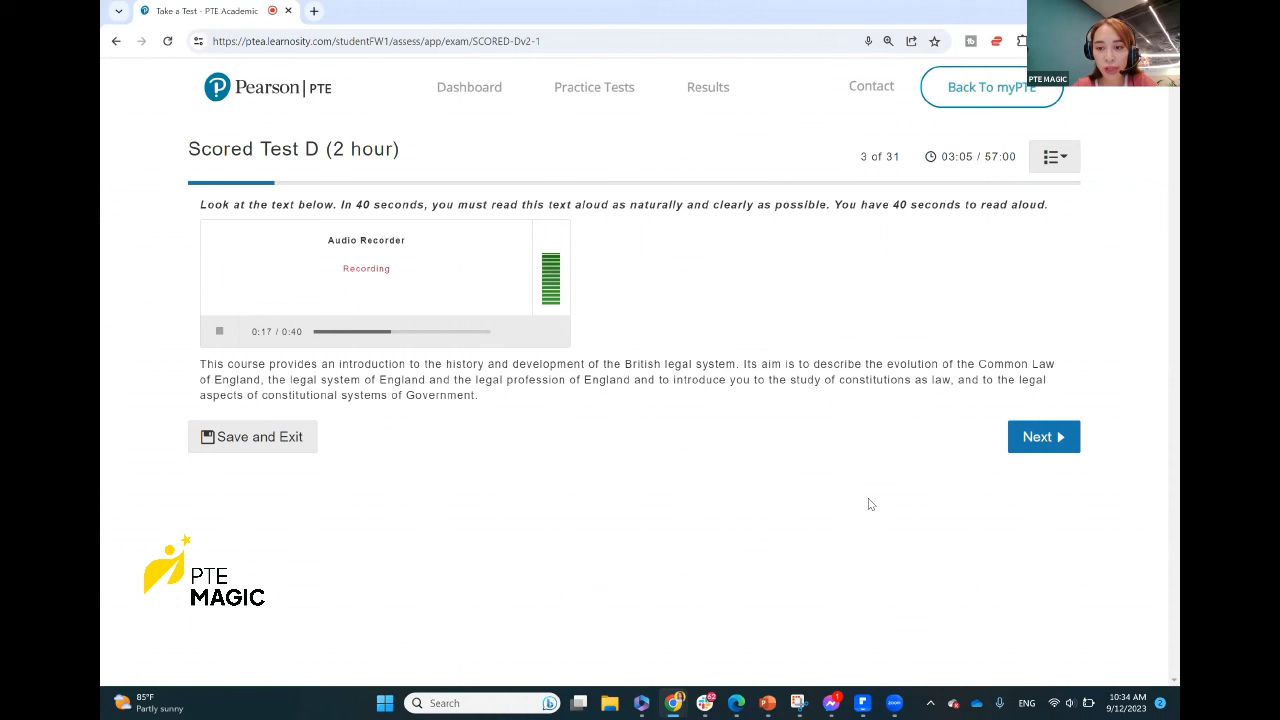 Take a Test - PTE Academic
https://ptea.learnosity.com/studentFW1/assess/app/exam/SCORED-Dv2-1
PTE MAGIC
Pearson | PTE
Dashboard
Practice Tests
Results
Contact
Back To myPTE
Scored Test D (2 hour)
3 of 31
03:05 / 57:00
Look at the text below. In 40 seconds, you must read this text aloud as naturally and clearly as possible. You have 40 seconds to read aloud.
Audio Recorder
Recording
0:17 / 0:40
This course provides an introduction to the history and development of the British legal system. Its aim is to describe the evolution of the Common Law
of England, the legal system of England and the legal profession of England and to introduce you to the study of constitutions as law, and to the legal
aspects of constitutional systems of Government.
Save and Exit
Next
PTE
MAGIC
85°F
Partly sunny
Search
62
1
zoom
ENG
10:34 AM
9/12/2023
2